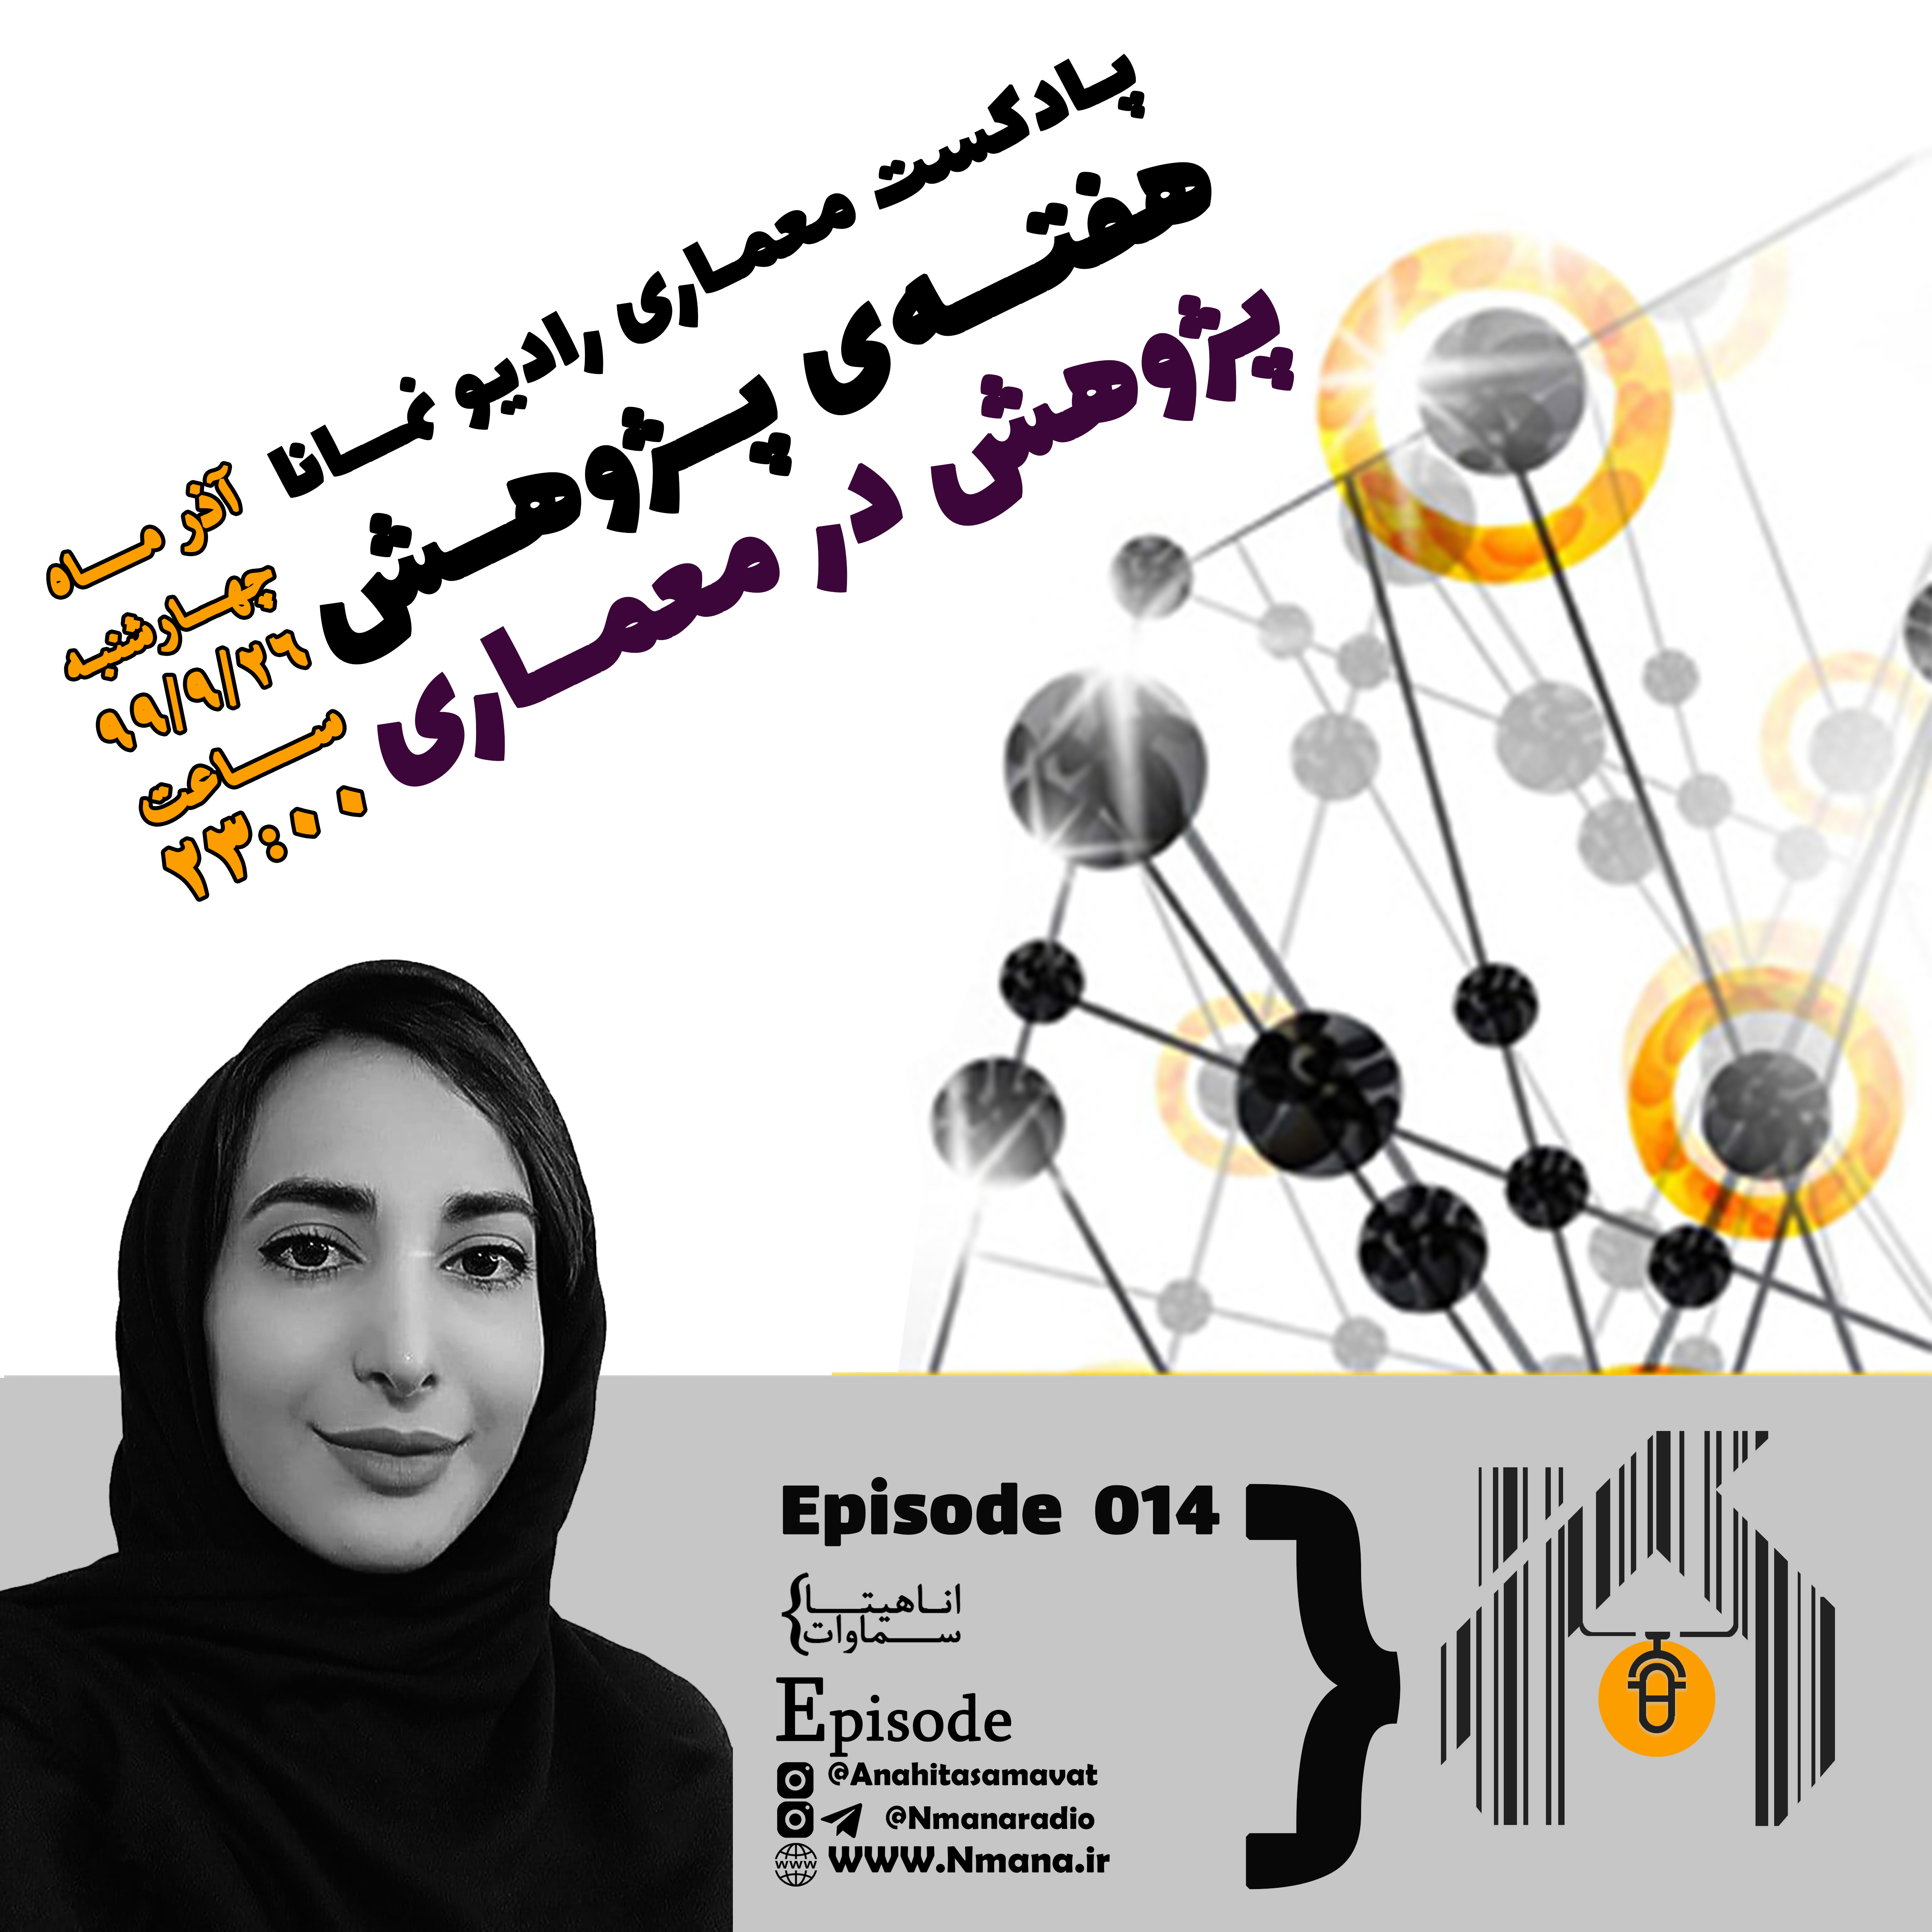 پادکست معماری رادیو نمانا
هفته‌ی پژوهش
پژوهش در معماری
آذر ماه
چهارشنبه
۹۹/۹/۲۶
ساعت
۲۳:۰۰
Episode 014
اناهیتا
سماوات
Episode
@Anahitasamavat
@Nmanaradio
WWW.Nmana.ir